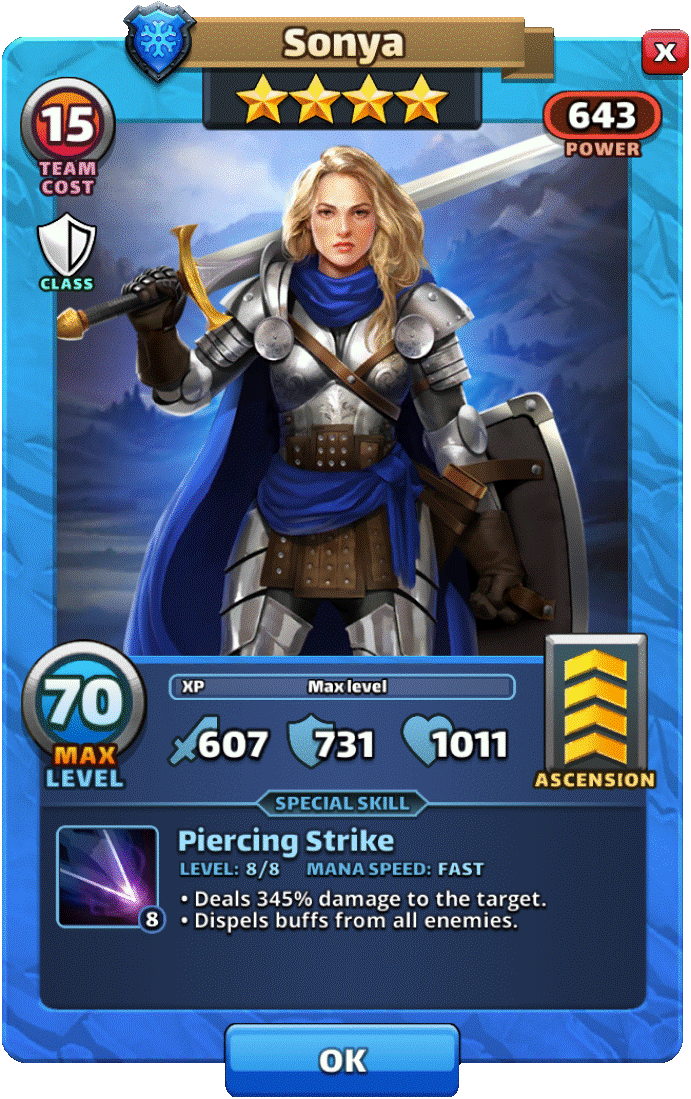 Sonya
X
15
TEAM
COST
643
POWER
CLASS
70
MAX
LEVEL
XP Max level
607 731 1011
ASCENSION
SPECIAL SKILL
Piercing Strike
LEVEL: 8/8 MANA SPEED: FAST
8
• Deals 345% damage to the target.
• Dispels buffs from all enemies.
OK